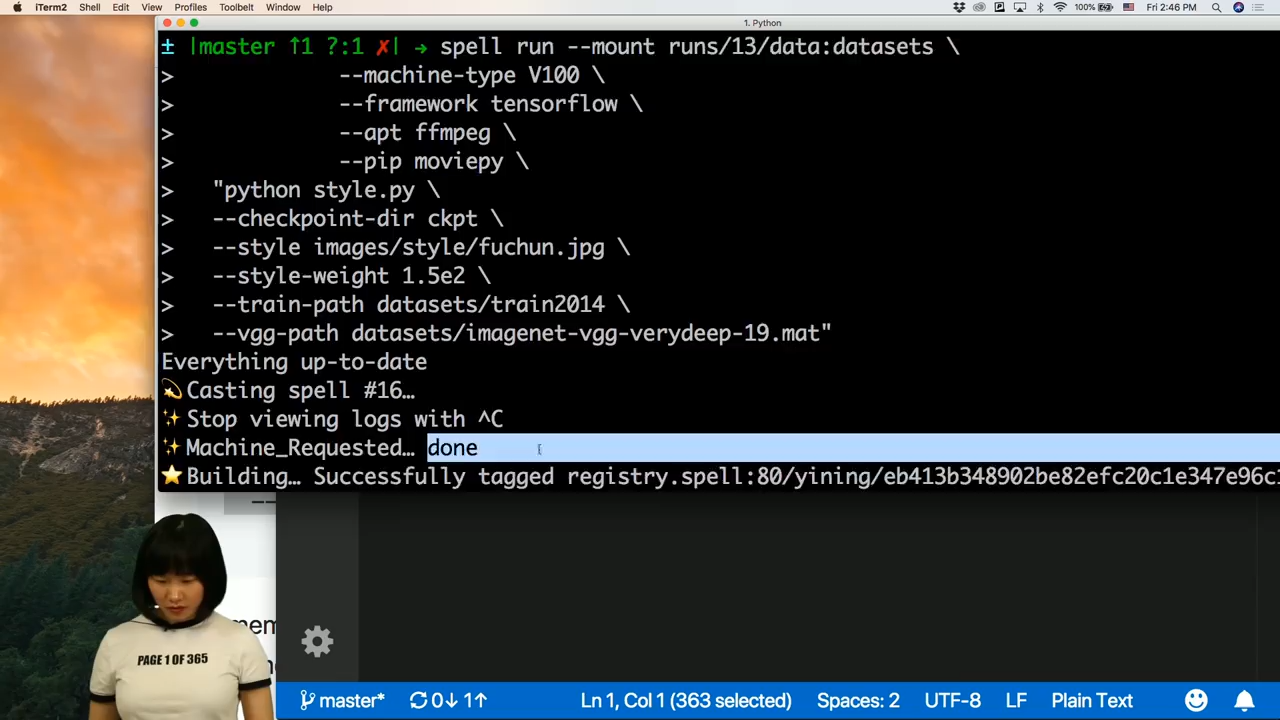 iTerm2 Shell Edit View Profiles Toolbelt Window Help 100% Fri 2:46 PM
1. Python
± |master ↑1 ?:1 ✗| → spell run --mount runs/13/data:datasets \
> --machine-type V100 \
> --framework tensorflow \
> --apt ffmpeg \
> --pip moviepy \
> "python style.py \
> --checkpoint-dir ckpt \
> --style images/style/fuchun.jpg \
> --style-weight 1.5e2 \
> --train-path datasets/train2014 \
> --vgg-path datasets/imagenet-vgg-verydeep-19.mat"
Everything up-to-date
💫Casting spell #16…
✨Stop viewing logs with ^C
✨Machine_Requested… done
⭐Building… Successfully tagged registry.spell:80/yining/eb413b348902be82efc20c1e347e96c
PAGE 1 OF 365
master* 0↓ 1↑ Ln 1, Col 1 (363 selected) Spaces: 2 UTF-8 LF Plain Text